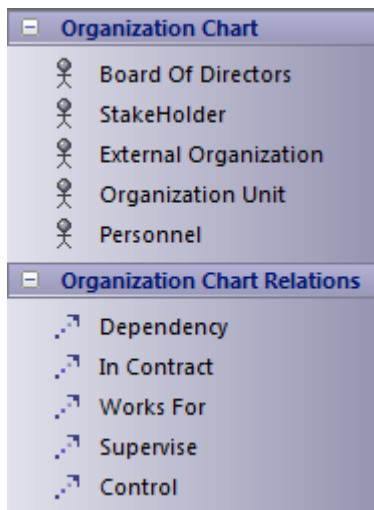 Organization Chart
Board Of Directors
StakeHolder
External Organization
Organization Unit
Personnel
Organization Chart Relations
Dependency
In Contract
Works For
Supervise
Control